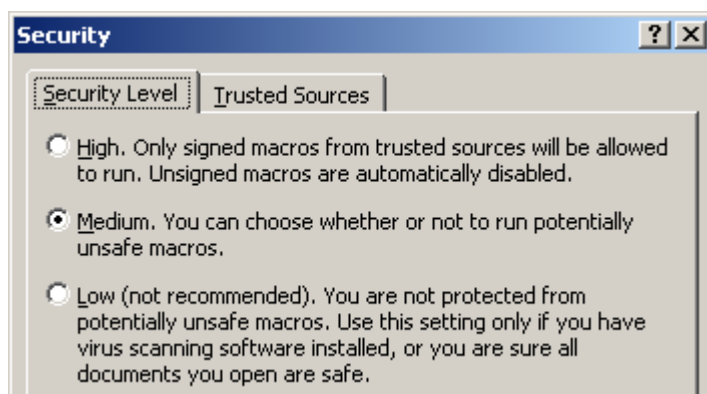 Security
Security Level Trusted Sources
High. Only signed macros from trusted sources will be allowed
to run. Unsigned macros are automatically disabled.
Medium. You can choose whether or not to run potentially
unsafe macros.
Low (not recommended). You are not protected from
potentially unsafe macros. Use this setting only if you have
virus scanning software installed, or you are sure all
documents you open are safe.